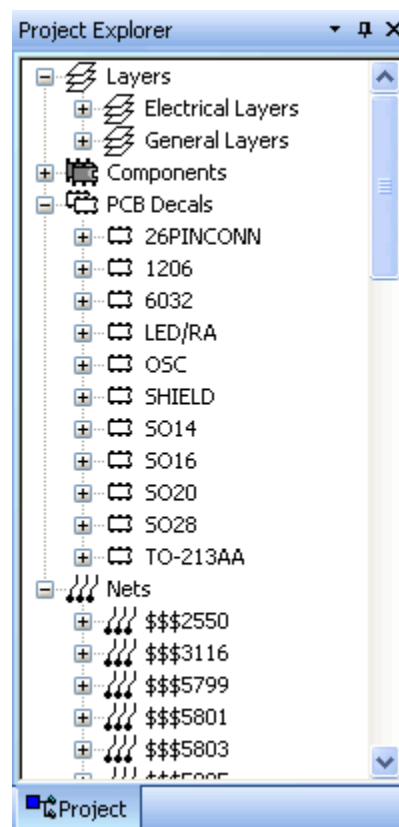 Project Explorer
Layers
Electrical Layers
General Layers
Components
PCB Decals
26PINCONN
1206
6032
LED/RA
OSC
SHIELD
SO14
SO16
SO20
SO28
TO-213AA
Nets
$$$2550
$$$3116
$$$5799
$$$5801
$$$5803
Project